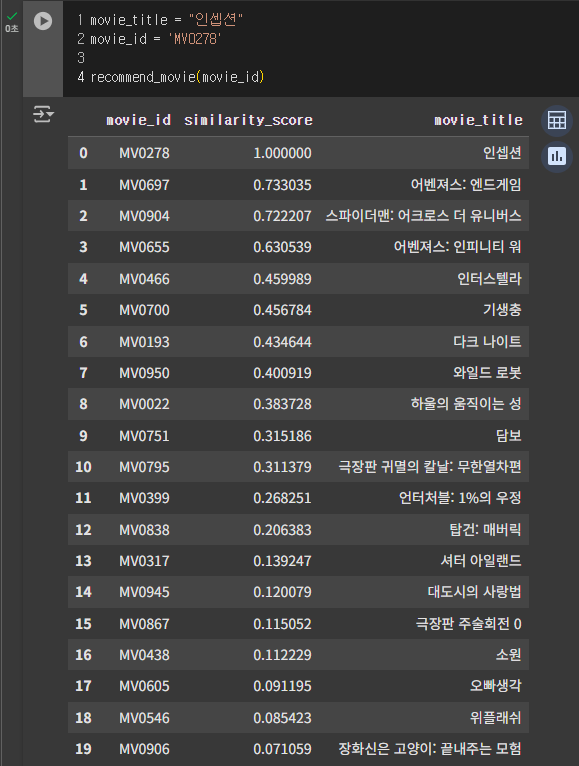 0초
1 movie_title = "인셉션"
2 movie_id = 'MV0278'
3
4 recommend_movie(movie_id)
movie_id similarity_score movie_title
0 MV0278 1.000000 인셉션
1 MV0697 0.733035 어벤져스: 엔드게임
2 MV0904 0.722207 스파이더맨: 어크로스 더 유니버스
3 MV0655 0.630539 어벤져스: 인피니티 워
4 MV0466 0.459989 인터스텔라
5 MV0700 0.456784 기생충
6 MV0193 0.434644 다크 나이트
7 MV0950 0.400919 와일드 로봇
8 MV0022 0.383728 하울의 움직이는 성
9 MV0751 0.315186 담보
10 MV0795 0.311379 극장판 귀멸의 칼날: 무한열차편
11 MV0399 0.268251 언터처블: 1%의 우정
12 MV0838 0.206383 탑건: 매버릭
13 MV0317 0.139247 셔터 아일랜드
14 MV0945 0.120079 대도시의 사랑법
15 MV0867 0.115052 극장판 주술회전 0
16 MV0438 0.112229 소원
17 MV0605 0.091195 오빠생각
18 MV0546 0.085423 위플래쉬
19 MV0906 0.071059 장화신은 고양이: 끝내주는 모험